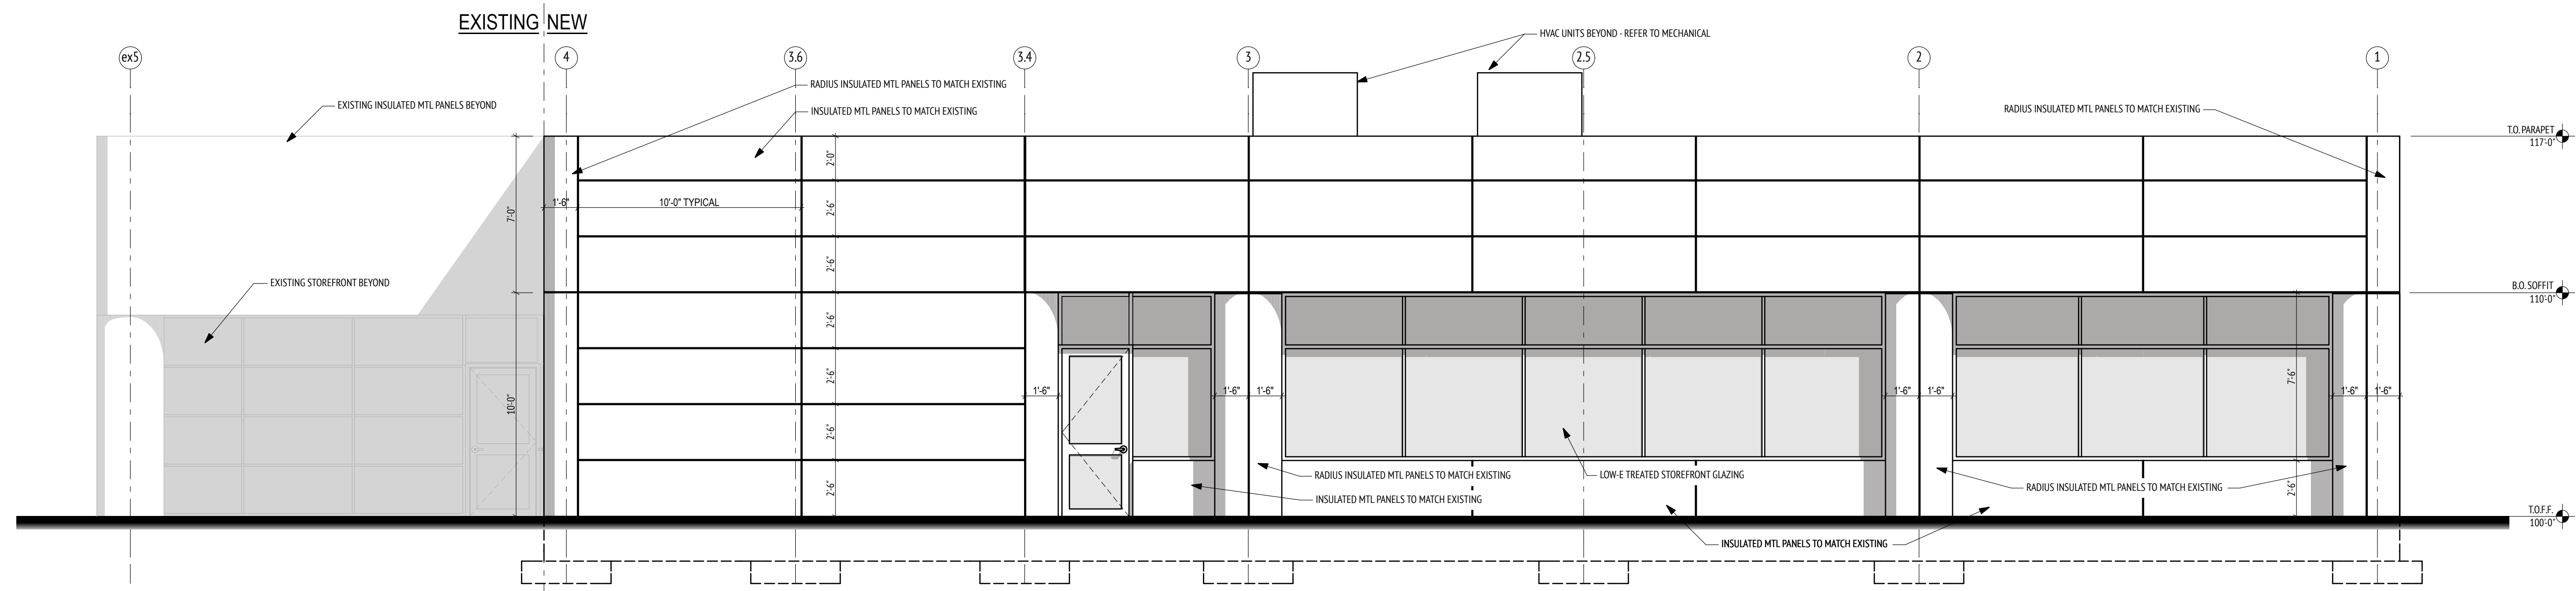 EXISTING NEW
HVAC UNITS BEYOND - REFER TO MECHANICAL
ex5 4 3.6 3.4 3 2.5 2 1
RADIUS INSULATED MTL PANELS TO MATCH EXISTING
EXISTING INSULATED MTL PANELS BEYOND
INSULATED MTL PANELS TO MATCH EXISTING
RADIUS INSULATED MTL PANELS TO MATCH EXISTING
T.O. PARAPET
117'-0"
2'-0"
1'-6"
10'-0" TYPICAL
2'-6"
7'-0"
2'-6"
EXISTING STOREFRONT BEYOND
B.O. SOFFIT
110'-0"
2'-6"
2'-6"
7'-6"
1'-6"
1'-6" 1'-6"
1'-6" 1'-6"
1'-6" 1'-6"
10'-0"
2'-6"
RADIUS INSULATED MTL PANELS TO MATCH EXISTING
LOW-E TREATED STOREFRONT GLAZING
2'-6"
2'-6"
RADIUS INSULATED MTL PANELS TO MATCH EXISTING
INSULATED MTL PANELS TO MATCH EXISTING
T.O.F.F.
100'-0"
INSULATED MTL PANELS TO MATCH EXISTING